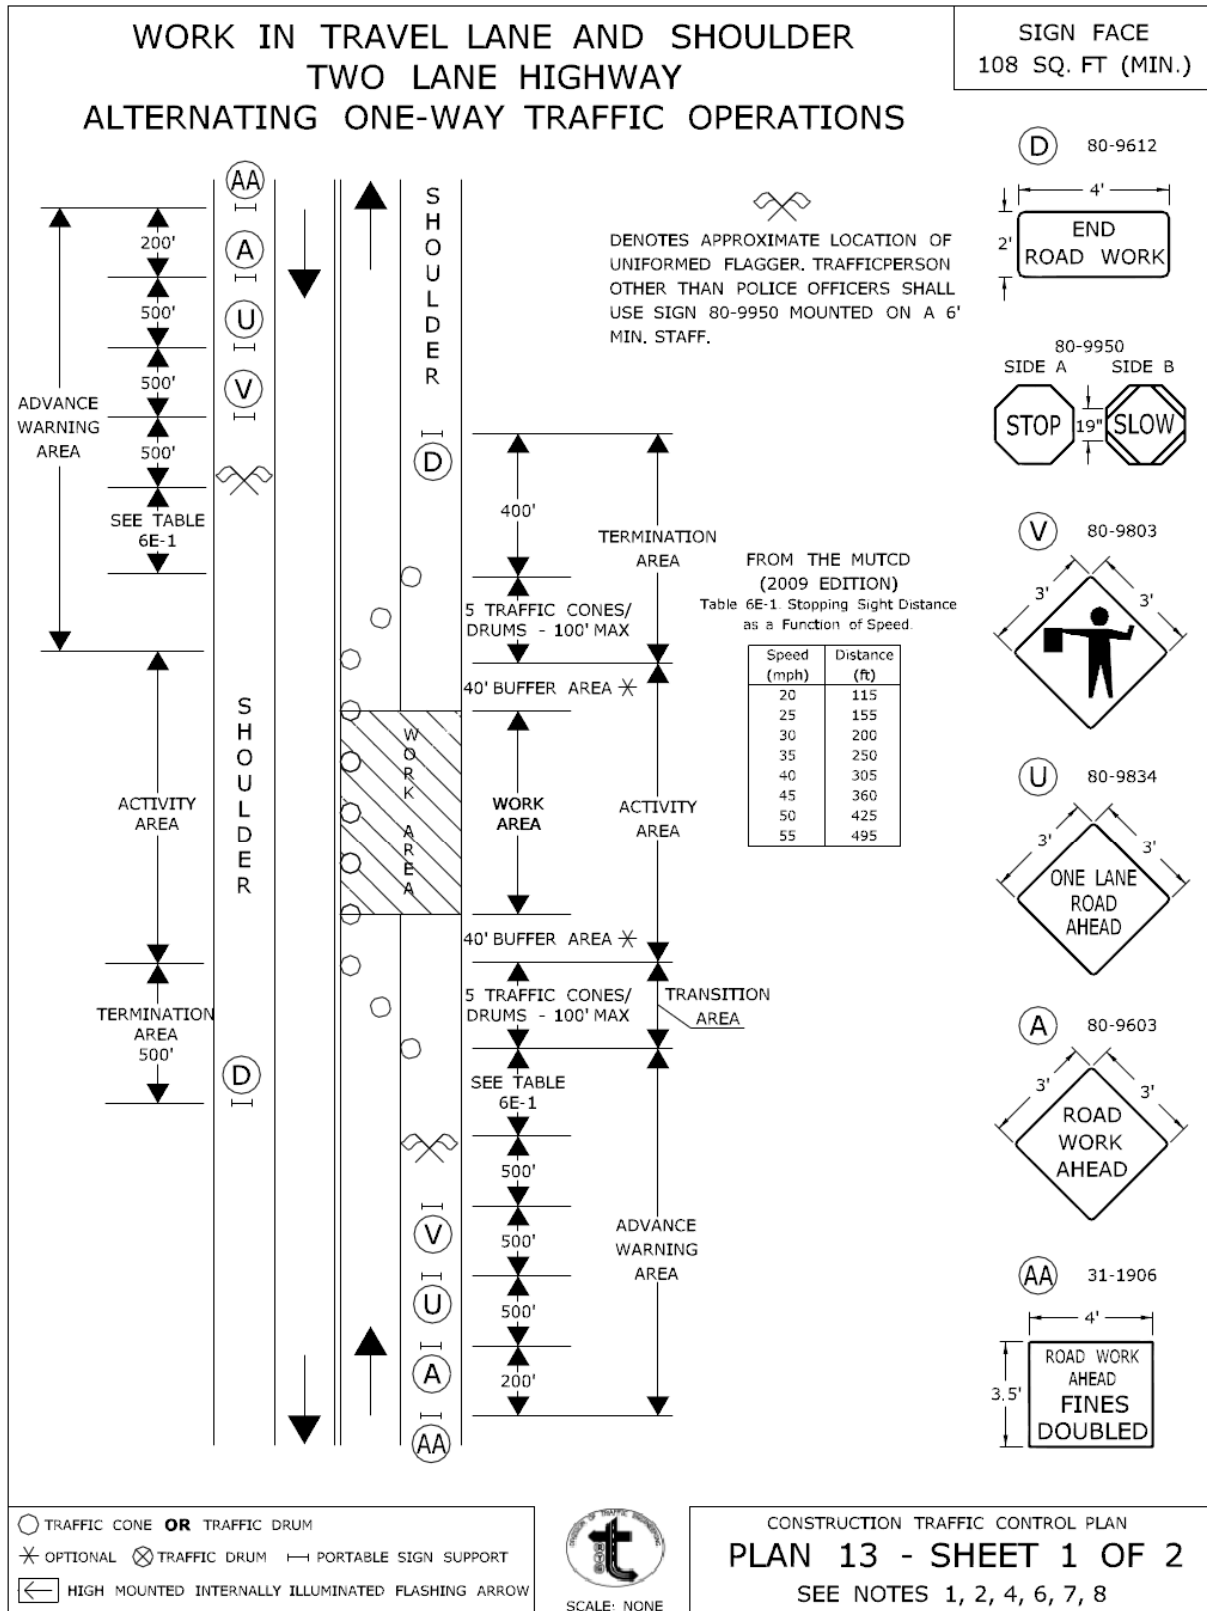 WORK IN TRAVEL LANE AND SHOULDER
TWO LANE HIGHWAY
ALTERNATING ONE-WAY TRAFFIC OPERATIONS
SIGN FACE
108 SQ. FT (MIN.)
AA
A
U
V
200'
500'
500'
500'
SEE TABLE
6E-1
ADVANCE
WARNING
AREA
SHOULDER
ACTIVITY
AREA
TERMINATION
AREA
500'
D
SHOULDER
D
400'
TERMINATION
AREA
5 TRAFFIC CONES/
DRUMS - 100' MAX
40' BUFFER AREA
WORK AREA
WORK
AREA
ACTIVITY
AREA
40' BUFFER AREA
5 TRAFFIC CONES/
DRUMS - 100' MAX
TRANSITION
AREA
SEE TABLE
6E-1
500'
V
500'
U
500'
A
200'
AA
ADVANCE
WARNING
AREA
DENOTES APPROXIMATE LOCATION OF
UNIFORMED FLAGGER. TRAFFICPERSON
OTHER THAN POLICE OFFICERS SHALL
USE SIGN 80-9950 MOUNTED ON A 6'
MIN. STAFF.
FROM THE MUTCD
(2009 EDITION)
Table 6E-1. Stopping Sight Distance
as a Function of Speed.
Speed (mph) Distance (ft)
20 115
25 155
30 200
35 250
40 305
45 360
50 425
55 495
D 80-9612
4'
2'
END
ROAD WORK
80-9950
SIDE A SIDE B
STOP 19" SLOW
V 80-9803
3' 3'
U 80-9834
3' 3'
ONE LANE
ROAD
AHEAD
A 80-9603
3' 3'
ROAD
WORK
AHEAD
AA 31-1906
4'
3.5'
ROAD WORK
AHEAD
FINES
DOUBLED
TRAFFIC CONE OR TRAFFIC DRUM
OPTIONAL TRAFFIC DRUM PORTABLE SIGN SUPPORT
HIGH MOUNTED INTERNALLY ILLUMINATED FLASHING ARROW
DIVISION OF TRAFFIC ENGINEERING
SCALE: NONE
CONSTRUCTION TRAFFIC CONTROL PLAN
PLAN 13 - SHEET 1 OF 2
SEE NOTES 1, 2, 4, 6, 7, 8